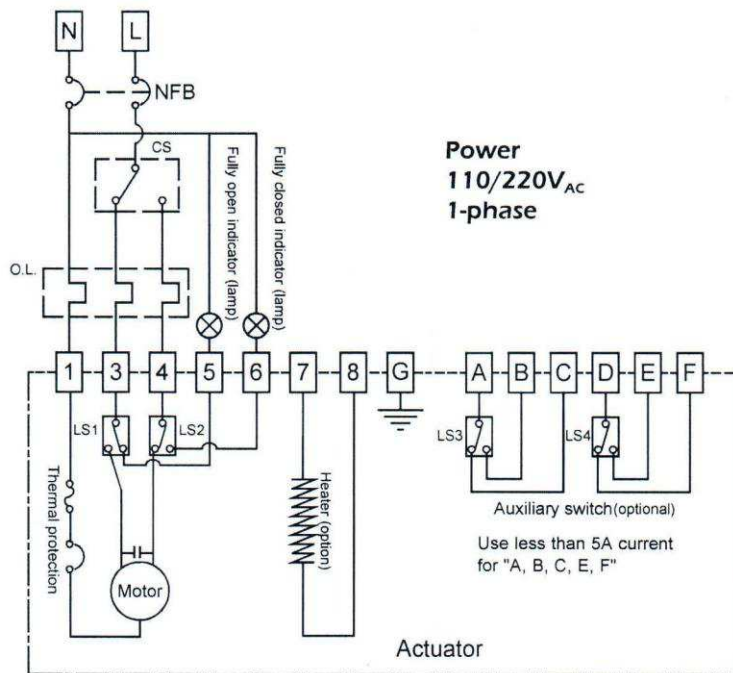 N L
NFB
CS
Power
110/220VAC
1-phase
Fully open indicator (lamp)
Fully closed indicator (lamp)
O.L.
1 3 4 5 6 7 8 G A B C D E F
LS1 LS2 LS3 LS4
Thermal protection
Heater (option)
Auxiliary switch(optional)
Use less than 5A current
for "A, B, C, E, F"
Motor
Actuator